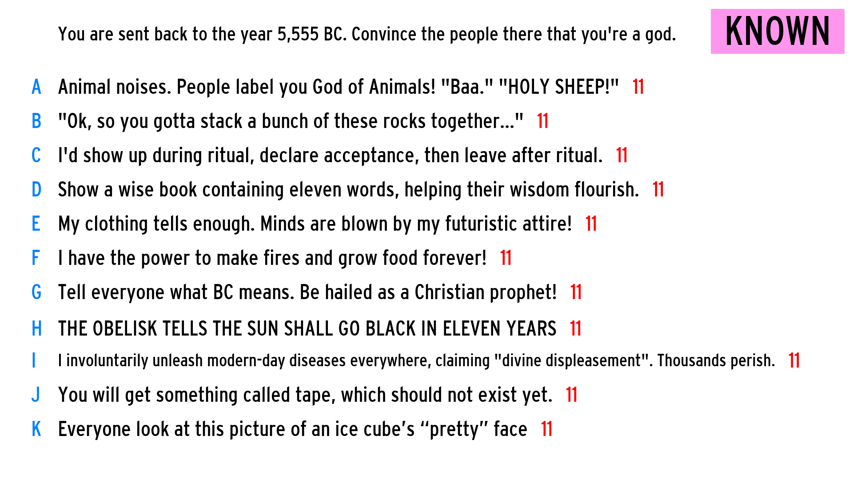 You are sent back to the year 5,555 BC. Convince the people there that you're a god. KNOWN
A Animal noises. People label you God of Animals! "Baa." "HOLY SHEEP!" 11
B "Ok, so you gotta stack a bunch of these rocks together..." 11
C I'd show up during ritual, declare acceptance, then leave after ritual. 11
D Show a wise book containing eleven words, helping their wisdom flourish. 11
E My clothing tells enough. Minds are blown by my futuristic attire! 11
F I have the power to make fires and grow food forever! 11
G Tell everyone what BC means. Be hailed as a Christian prophet! 11
H THE OBELISK TELLS THE SUN SHALL GO BLACK IN ELEVEN YEARS 11
I I involuntarily unleash modern-day diseases everywhere, claiming "divine displeasement". Thousands perish. 11
J You will get something called tape, which should not exist yet. 11
K Everyone look at this picture of an ice cube’s “pretty” face 11